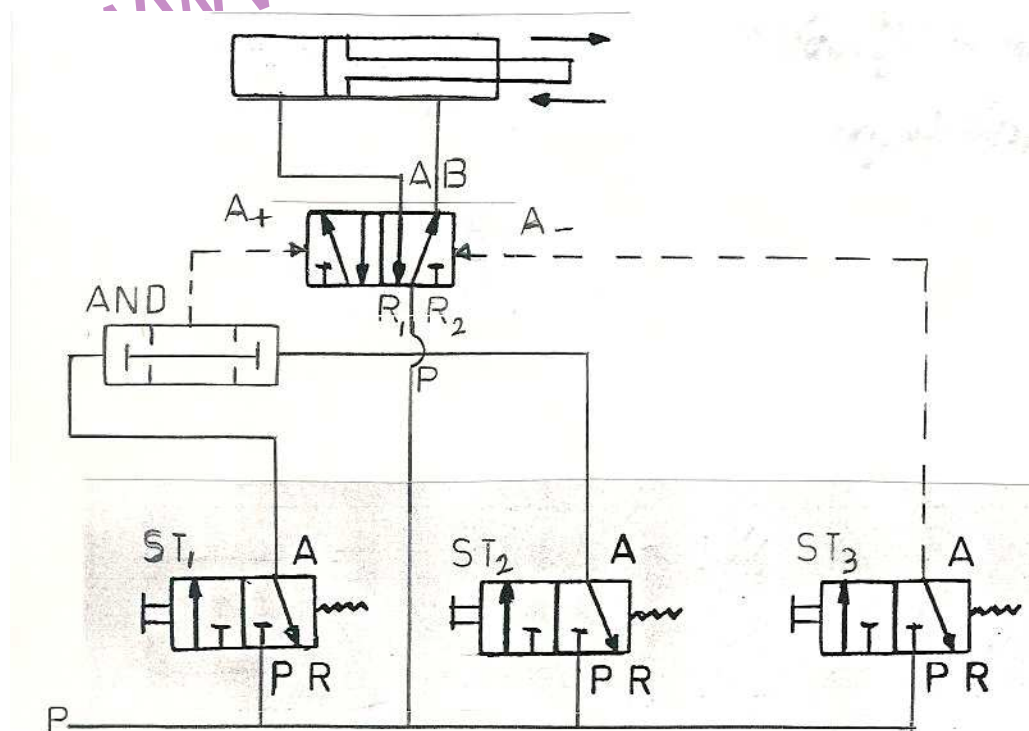 A B
A+
A-
AND
R₁ R₂
P
ST₁ A
ST₂ A
ST₃ A
P R
P R
P R
P